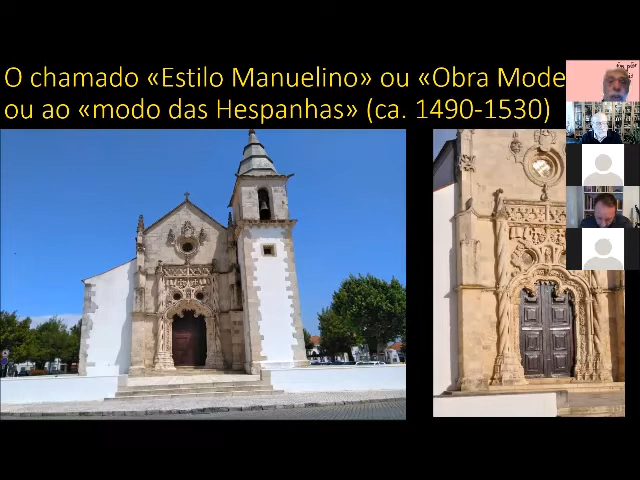 O chamado «Estilo Manuelino» ou «Obra Mode
ou ao «modo das Hespanhas» (ca. 1490-1530)